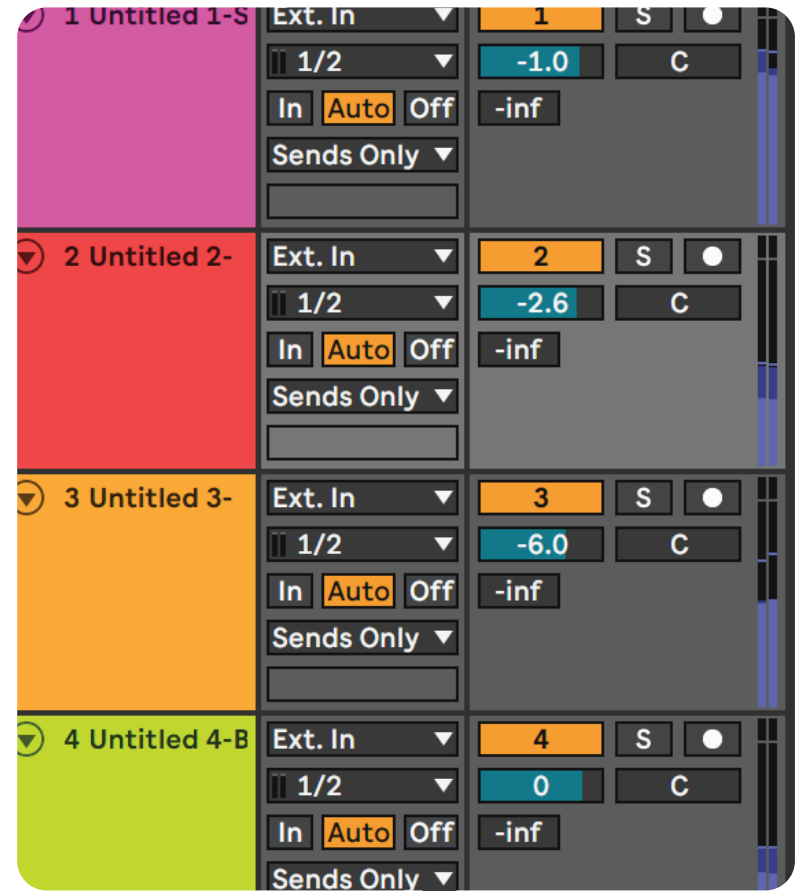 1 Untitled 1-S Ext. In 1 S
1/2 -1.0 C
In Auto Off -inf
Sends Only
2 Untitled 2- Ext. In 2 S
1/2 -2.6 C
In Auto Off -inf
Sends Only
3 Untitled 3- Ext. In 3 S
1/2 -6.0 C
In Auto Off -inf
Sends Only
4 Untitled 4-B Ext. In 4 S
1/2 0 C
In Auto Off -inf
Sends Only